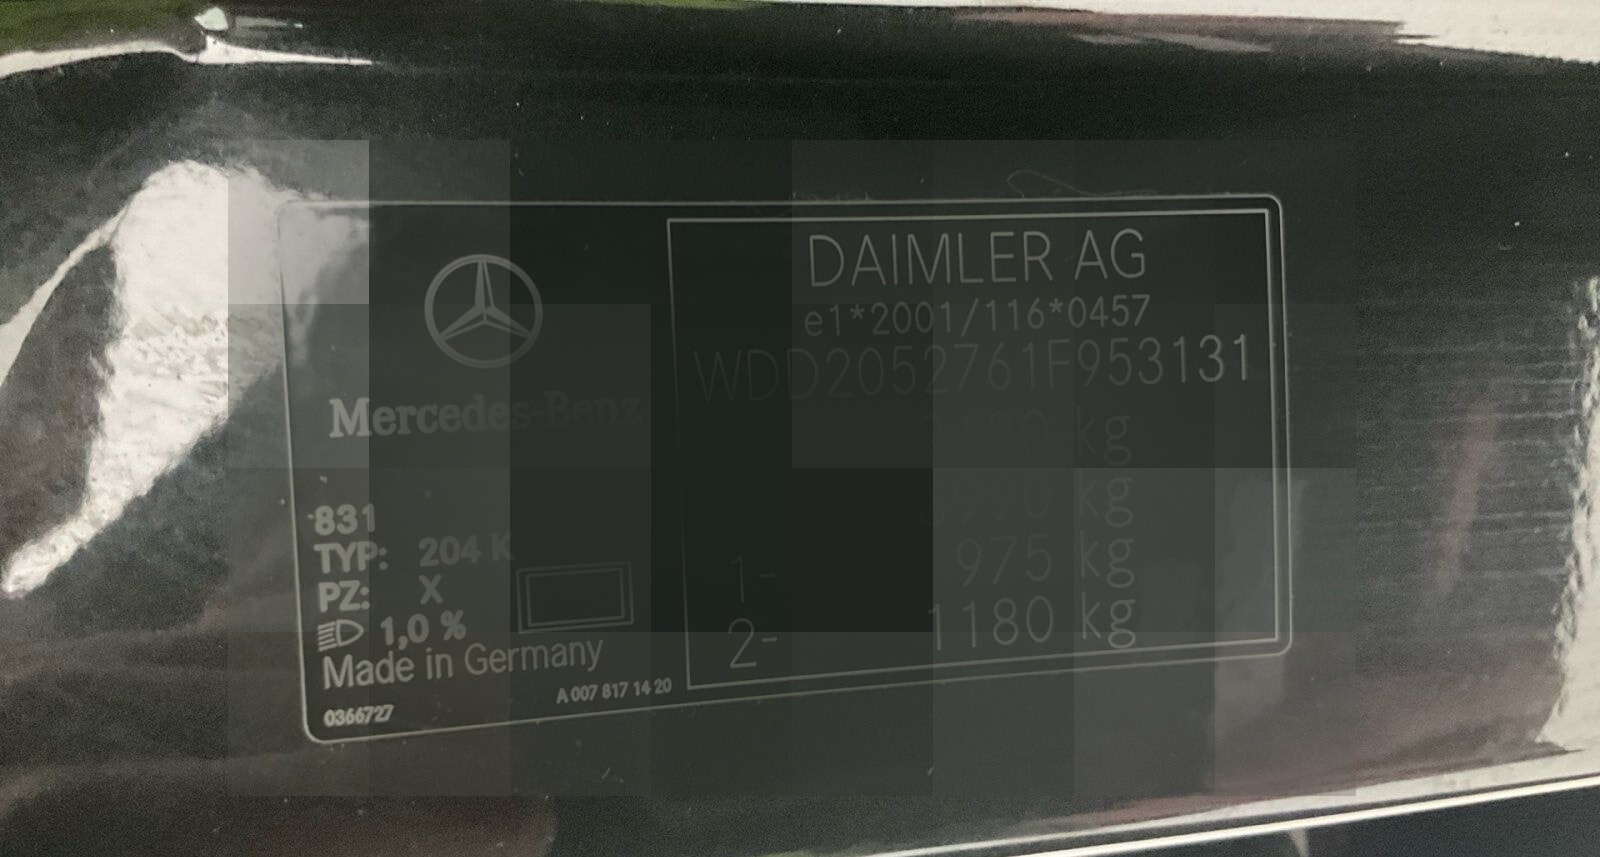 Mercedes-Benz
831
TYP: 204 K
PZ: X
1,0 %
Made in Germany
0366727
A 007 817 14 20
DAIMLER AG
e1*2001/116*0457
WDD2052761F953131
kg
kg
1- 975 kg
2- 1180 kg